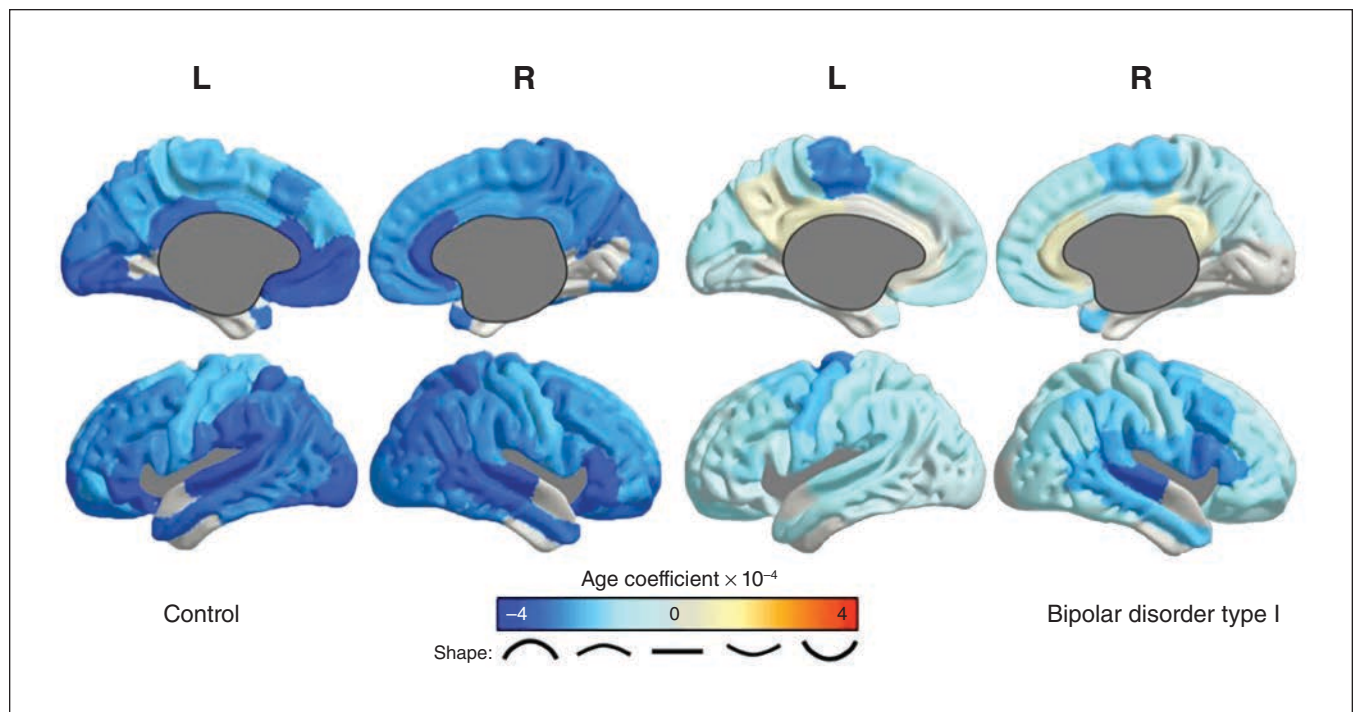 L R L R
Age coefficient × 10⁻⁴
Control
–4 0 4
Bipolar disorder type I
Shape: